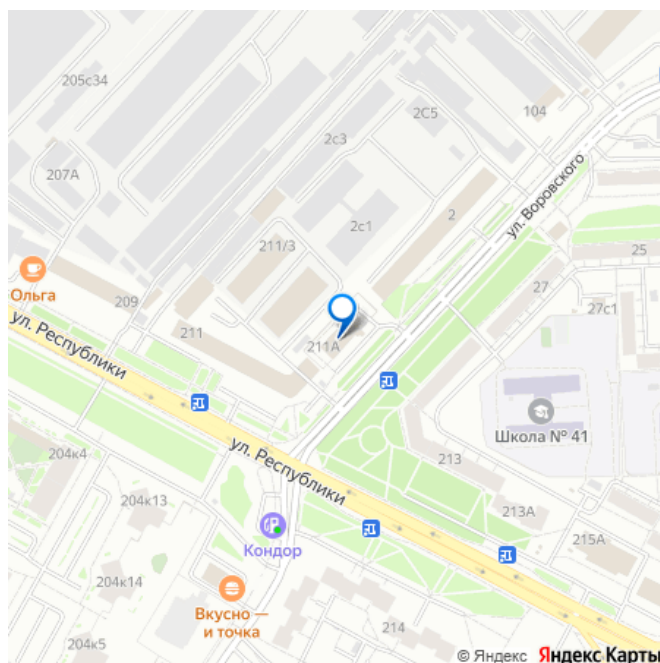 205с34
2с3
2С5
104
ул. Воровского
207А
2
2с1
211/3
25
Ольга
209
27
27с1
ул. Республики
211
211А
Школа № 41
204к4
ул. Республики
213
204к13
213А
Кондор
215А
204к14
Вкусно —
и точка
214
204к5
© Яндекс Яндекс Карты